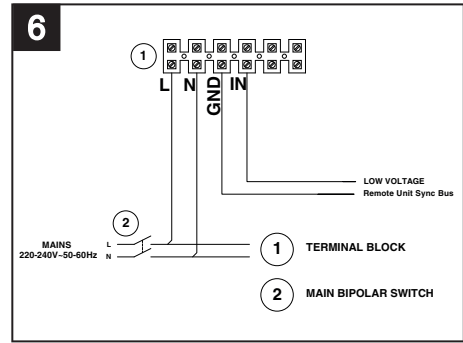 6
1
L N GND IN
LOW VOLTAGE
Remote Unit Sync Bus
2
MAINS
220-240V~50-60Hz
L
N
1 TERMINAL BLOCK
2 MAIN BIPOLAR SWITCH